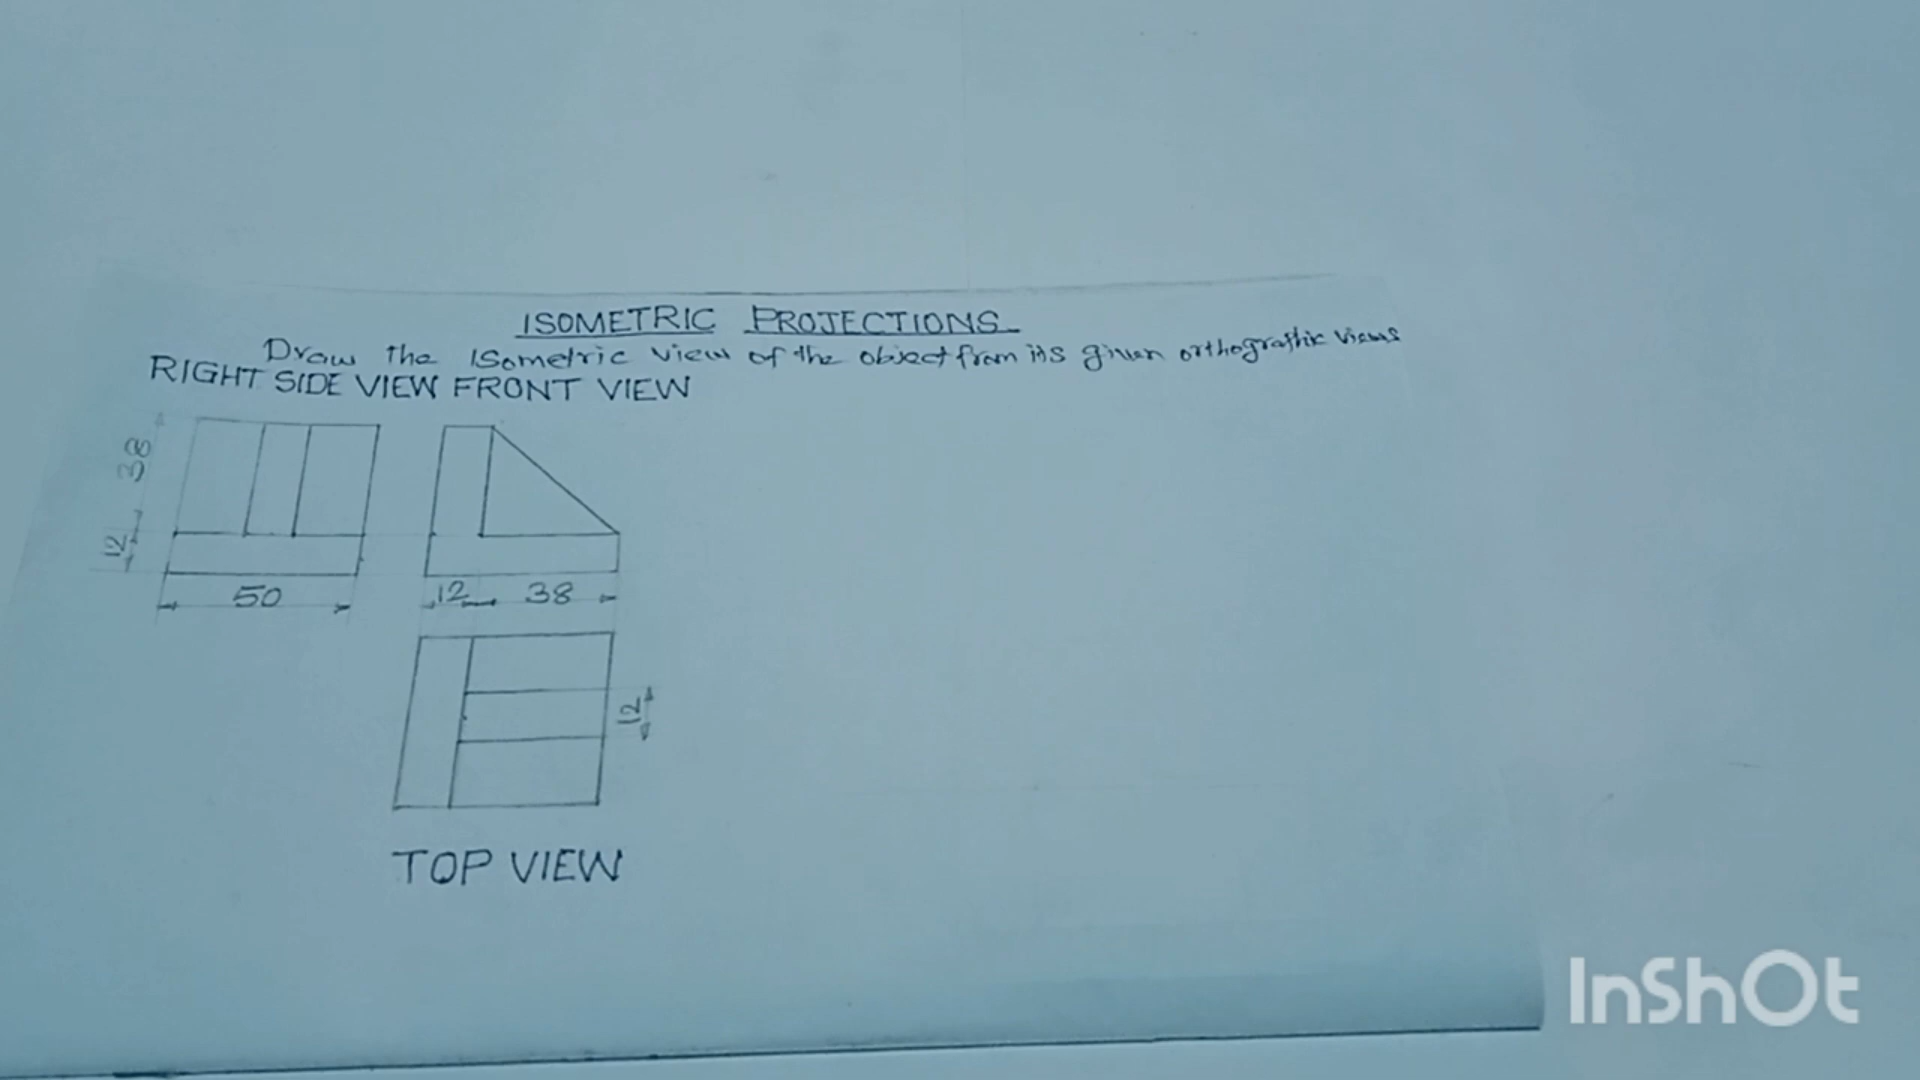 ISOMETRIC PROJECTIONS
Draw the Isometric view of the object from its given orthografhic views
RIGHT SIDE VIEW FRONT VIEW
38
12
50
12 38
12
TOP VIEW
InShOt